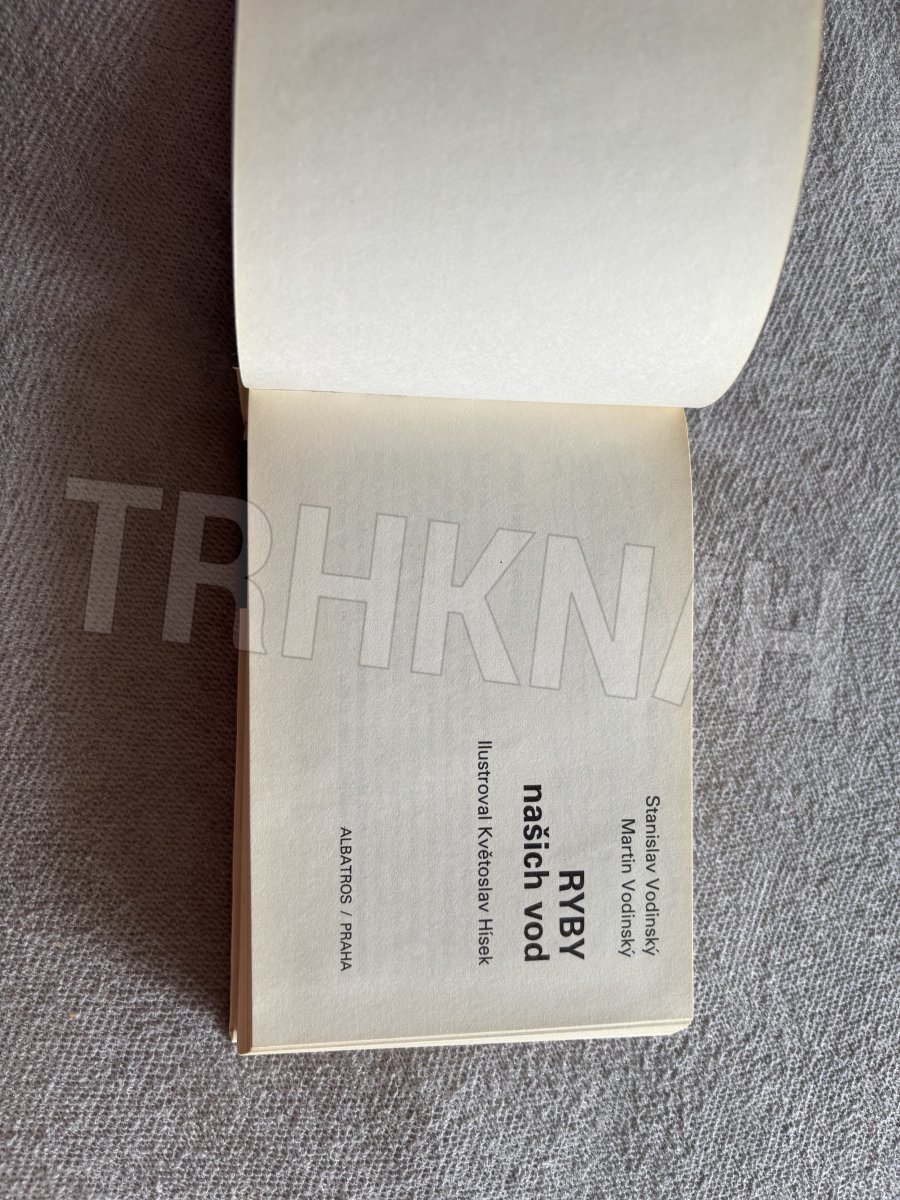 Stanislav Vodinský
Martin Vodinský
RYBY
našich vod
Ilustroval Květoslav Hísek
ALBATROS / PRAHA
TRHKNIH